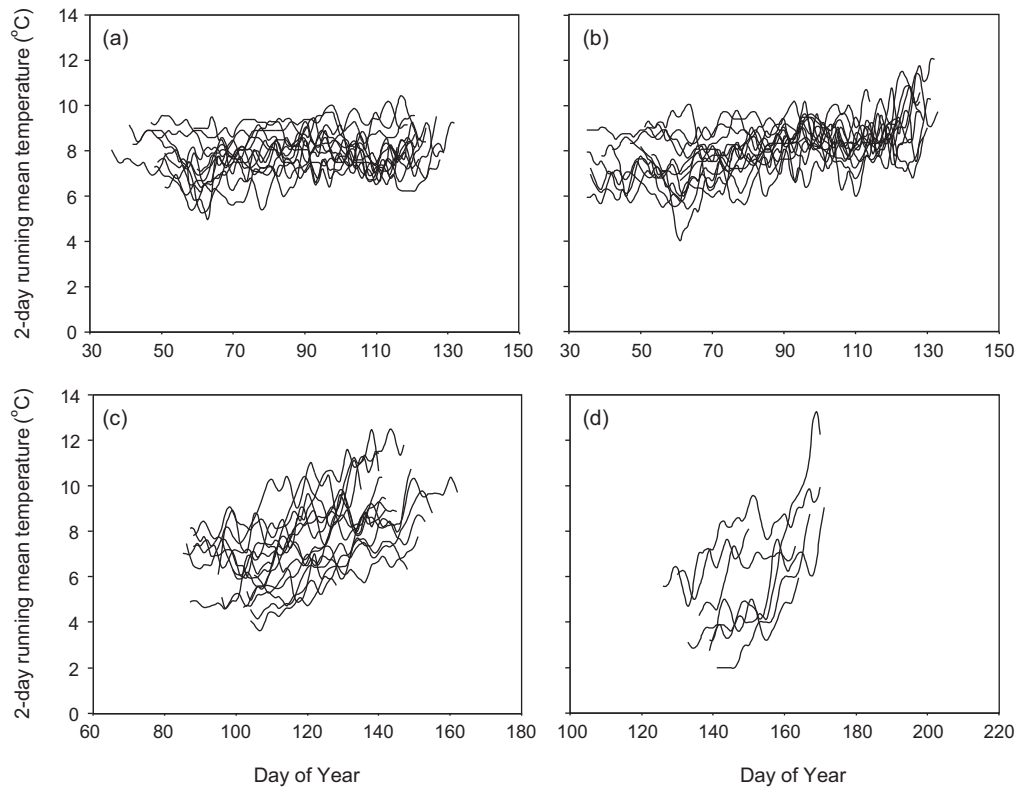 2-day running mean temperature (°C)
14
12
10
8
6
4
2
0
(a)
30 50 70 90 110 130 150
(b)
30 50 70 90 110 130 150
2-day running mean temperature (°C)
14
12
10
8
6
4
2
0
(c)
60 80 100 120 140 160 180
Day of Year
(d)
100 120 140 160 180 200 220
Day of Year